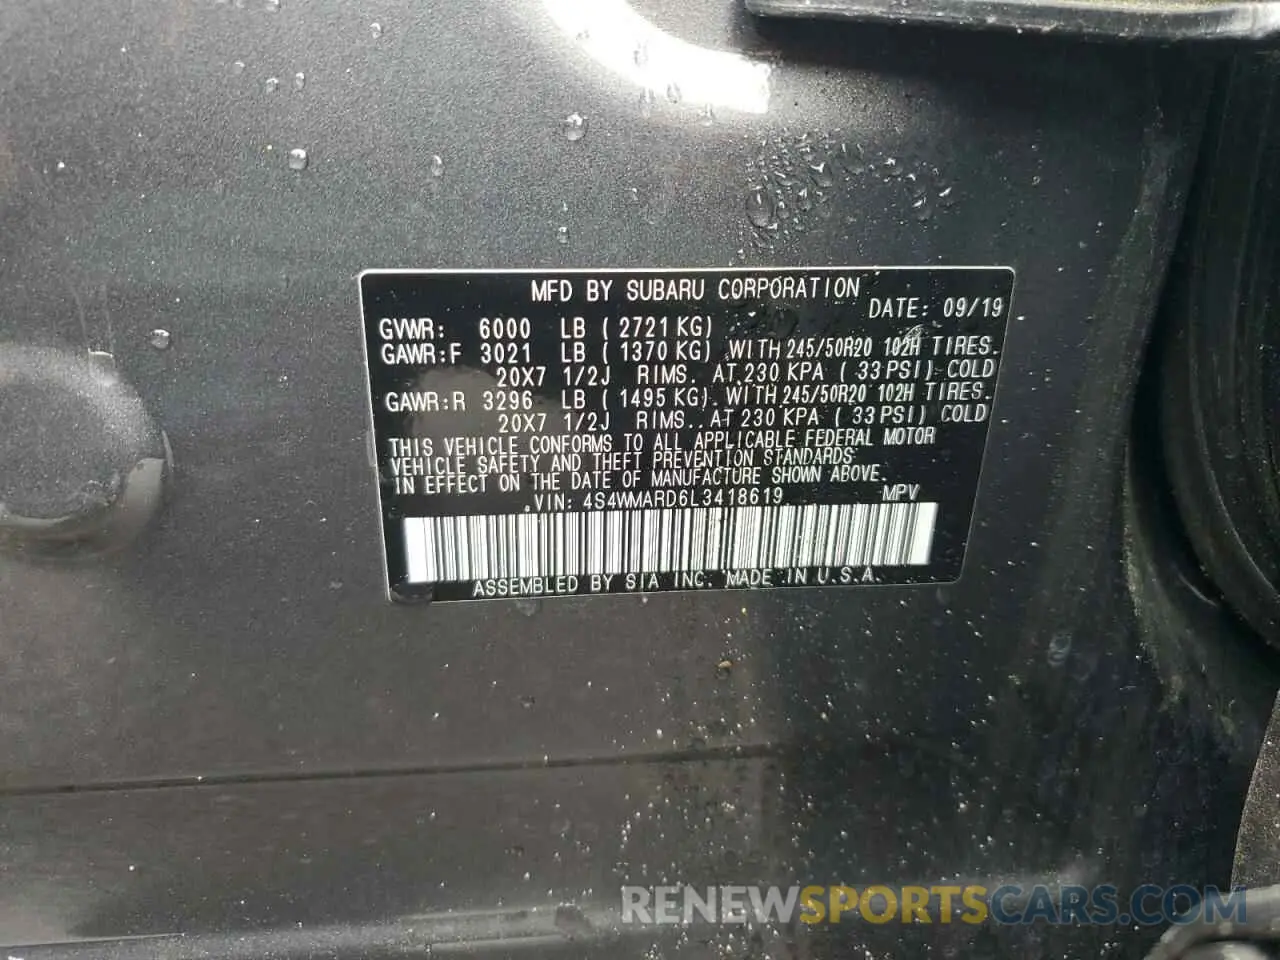 MFD BY SUBARU CORPORATION
DATE: 09/19
GVWR: 6000 LB ( 2721 KG)
GAWR:F 3021 LB ( 1370 KG) WITH 245/50R20 102H TIRES.
20X7 1/2J RIMS. AT 230 KPA ( 33 PSI) COLD
GAWR:R 3296 LB ( 1495 KG) WITH 245/50R20 102H TIRES.
20X7 1/2J RIMS. AT 230 KPA ( 33 PSI) COLD
THIS VEHICLE CONFORMS TO ALL APPLICABLE FEDERAL MOTOR
VEHICLE SAFETY AND THEFT PREVENTION STANDARDS
IN EFFECT ON THE DATE OF MANUFACTURE SHOWN ABOVE.
VIN: 4S4WMARD6L3418619 MPV
ASSEMBLED BY SIA INC. MADE IN U.S.A.
RENEWSPORTSCARS.COM